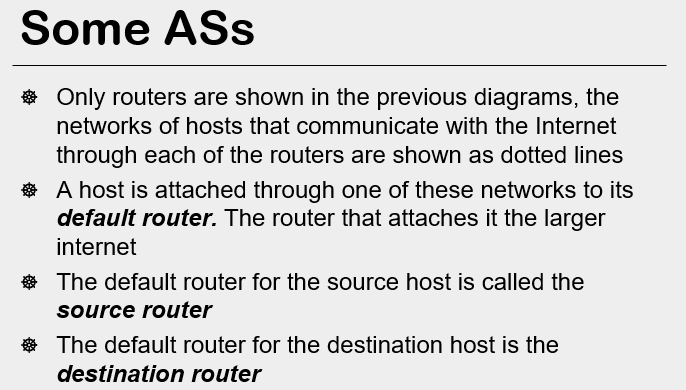 Some ASs
Only routers are shown in the previous diagrams, the
networks of hosts that communicate with the Internet
through each of the routers are shown as dotted lines
A host is attached through one of these networks to its
default router. The router that attaches it the larger
internet
The default router for the source host is called the
source router
The default router for the destination host is the
destination router